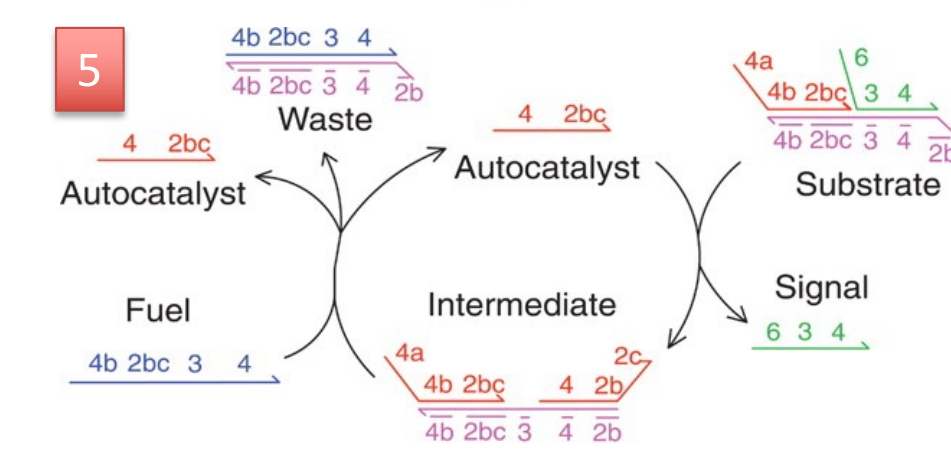 5
4b 2bc 3 4
4b̅ 2bc̅ 3̅ 4̅ 2b̅
Waste
4 2bc
Autocatalyst
4 2bc
Autocatalyst
4a
4b 2bc
6
3 4
4b̅ 2bc̅ 3̅ 4̅ 2b̅
Substrate
Fuel
4b 2bc 3 4
Intermediate
4a
4b 2bc
4 2b
2c
4b̅ 2bc̅ 3̅ 4̅ 2b̅
Signal
6 3 4